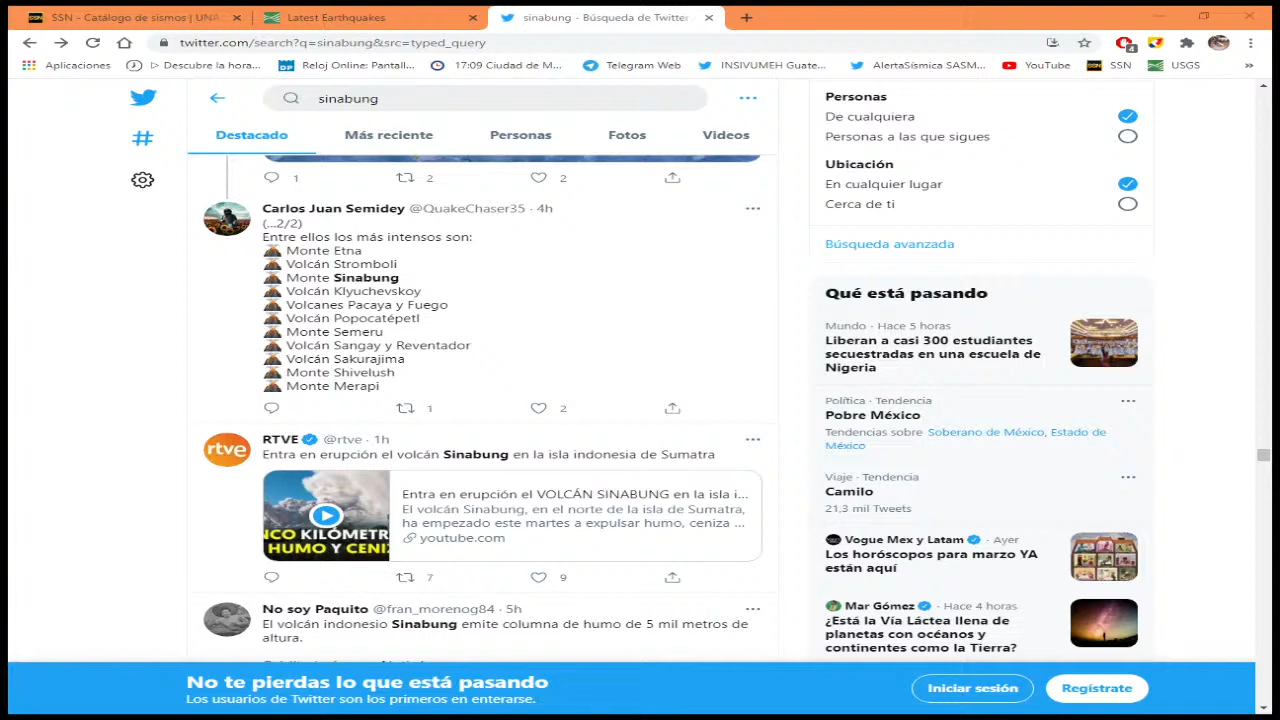 SSN - Catálogo de sismos | UNA
Latest Earthquakes
sinabung - Búsqueda de Twitter
twitter.com/search?q=sinabung&src=typed_query
4
Aplicaciones
▷ Descubre la hora...
Reloj Online: Pantall...
17:09 Ciudad de M...
Telegram Web
INSIVUMEH Guate...
AlertaSísmica SASM...
YouTube
SSN
USGS
»
sinabung
Destacado
Más reciente
Personas
Fotos
Videos
1
2
2
Carlos Juan Semidey @QuakeChaser35 · 4h
(...2/2)
Entre ellos los más intensos son:
Monte Etna
Volcán Stromboli
Monte Sinabung
Volcán Klyuchevskoy
Volcanes Pacaya y Fuego
Volcán Popocatépetl
Monte Semeru
Volcán Sangay y Reventador
Volcán Sakurajima
Monte Shivelush
Monte Merapi
1
2
rtve
RTVE @rtve · 1h
Entra en erupción el volcán Sinabung en la isla indonesia de Sumatra
NCO KILÓMETR
HUMO Y CENIZ
Entra en erupción el VOLCÁN SINABUNG en la isla i...
El volcán Sinabung, en el norte de la isla de Sumatra,
ha empezado este martes a expulsar humo, ceniza ...
youtube.com
7
9
No soy Paquito @fran_morenog84 · 5h
El volcán indonesio Sinabung emite columna de humo de 5 mil metros de
altura.
Personas
De cualquiera
Personas a las que sigues
Ubicación
En cualquier lugar
Cerca de ti
Búsqueda avanzada
Qué está pasando
Mundo · Hace 5 horas
Liberan a casi 300 estudiantes
secuestradas en una escuela de
Nigeria
Política · Tendencia
Pobre México
Tendencias sobre Soberano de México, Estado de
México
Viaje · Tendencia
Camilo
21,3 mil Tweets
Vogue Mex y Latam · Ayer
Los horóscopos para marzo YA
están aquí
Mar Gómez · Hace 4 horas
¿Está la Vía Láctea llena de
planetas con océanos y
continentes como la Tierra?
No te pierdas lo que está pasando
Los usuarios de Twitter son los primeros en enterarse.
Iniciar sesión
Regístrate